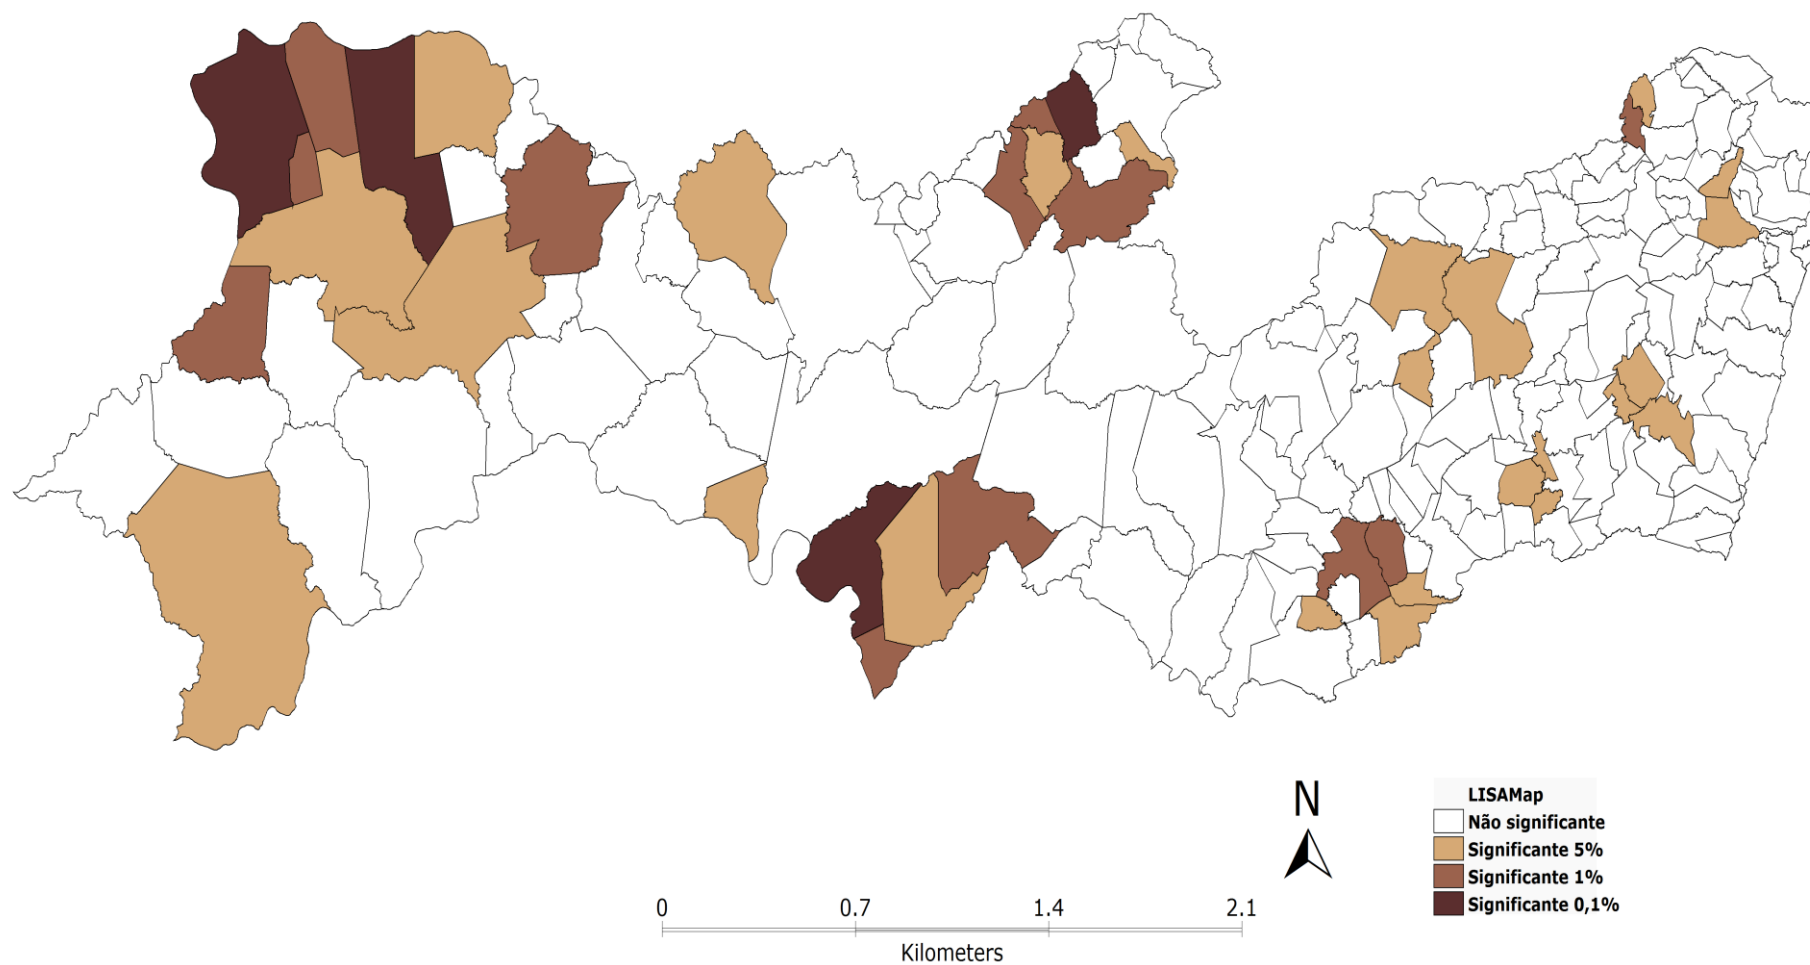 N
LISAMap
Não significante
Significante 5%
Significante 1%
Significante 0,1%
0 0.7 1.4 2.1
Kilometers